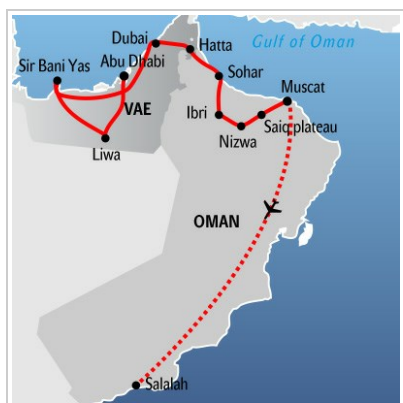 Dubai
Hatta
Gulf of Oman
Sir Bani Yas
Abu Dhabi
Sohar
Muscat
VAE
Ibri
Saiq plateau
Nizwa
Liwa
OMAN
Salalah